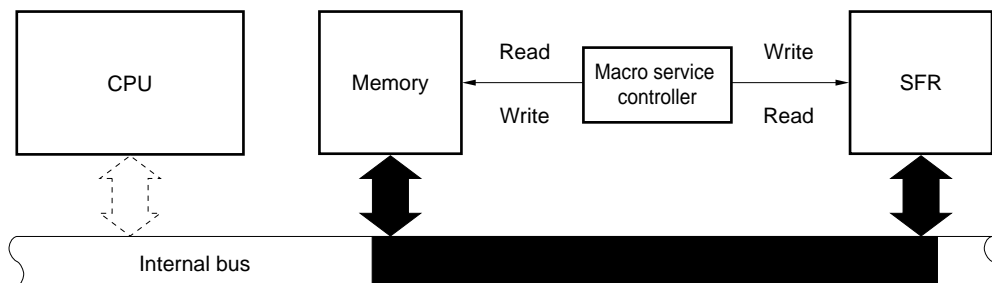 CPU
Memory
Read
Write
Macro service
controller
Write
Read
SFR
Internal bus